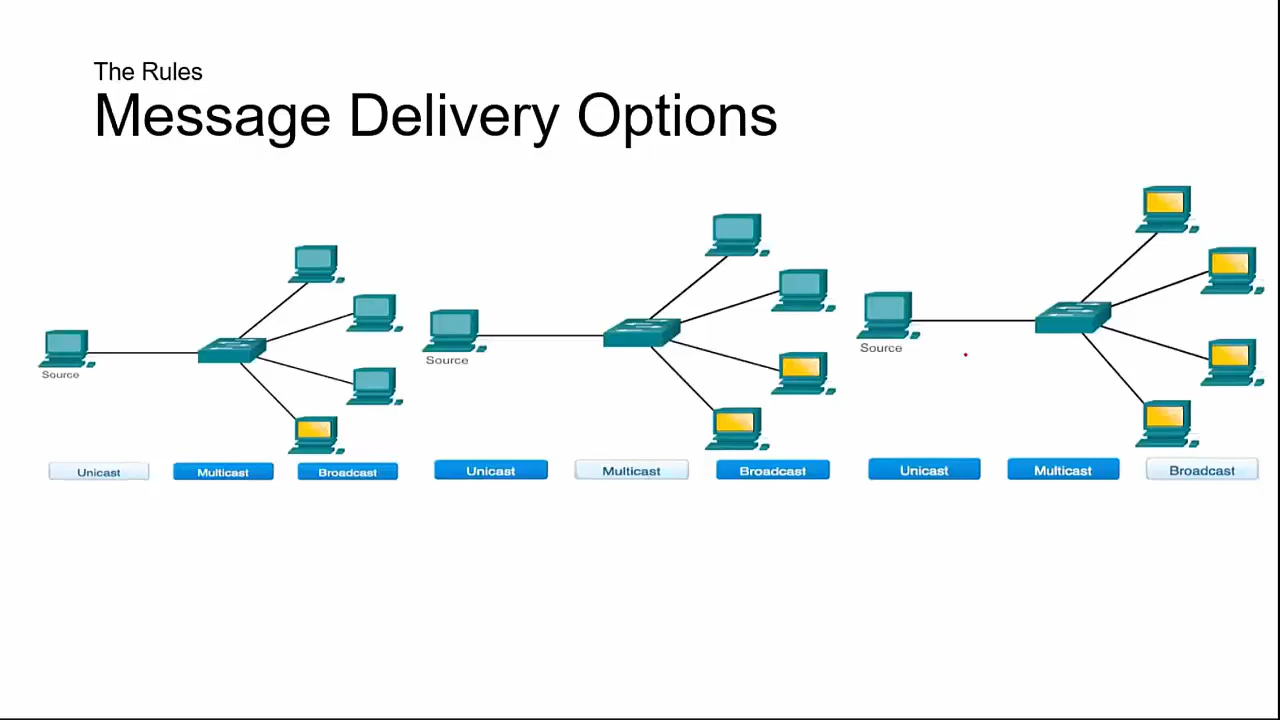 The Rules
Message Delivery Options
Source
Unicast
Multicast
Broadcast
Source
Unicast
Multicast
Broadcast
Source
Unicast
Multicast
Broadcast